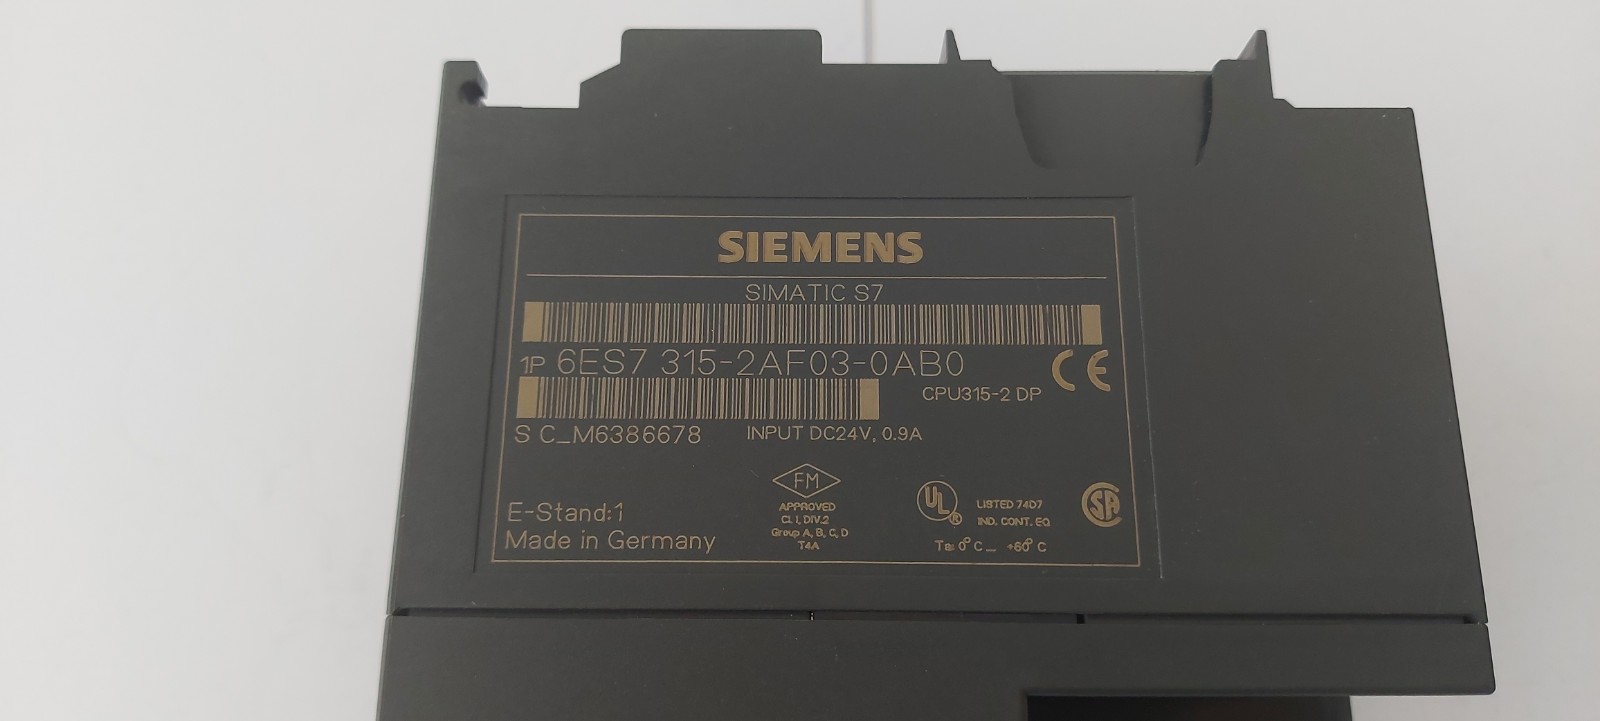 SIEMENS
SIMATIC S7
1P 6ES7 315-2AF03-0AB0
CE
CPU315-2 DP
S C_M6386678 INPUT DC24V, 0.9A
FM
APPROVED
CL I, DIV.2
Group A, B, C, D
T4A
UL ® LISTED 74D7
IND. CONT. EQ
SA
E-Stand:1
Made in Germany
Ta: 0°C_ +60°C